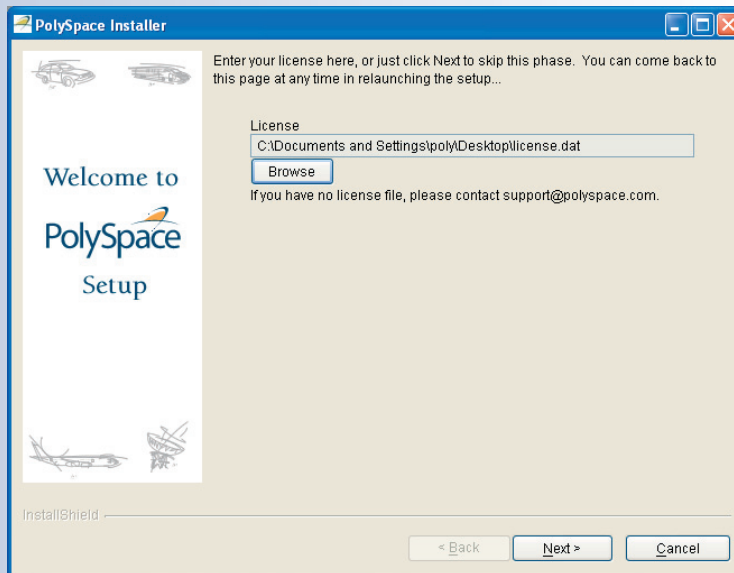 PolySpace Installer
Enter your license here, or just click Next to skip this phase. You can come back to
this page at any time in relaunching the setup...
License
C:\Documents and Settings\poly\Desktop\license.dat
Browse
If you have no license file, please contact support@polyspace.com.
Welcome to
PolySpace
Setup
InstallShield
< Back
Next >
Cancel